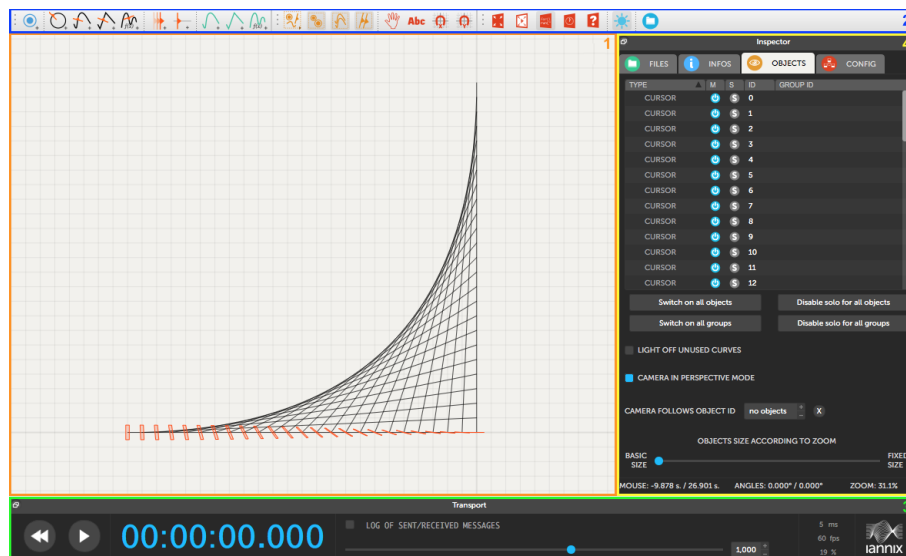 f(x)
f(x)
Abc
2
1
Inspector
FILES
INFOS
OBJECTS
CONFIG
TYPE M S ID GROUP ID
CURSOR S 0
CURSOR S 1
CURSOR S 2
CURSOR S 3
CURSOR S 4
CURSOR S 5
CURSOR S 6
CURSOR S 7
CURSOR S 8
CURSOR S 9
CURSOR S 10
CURSOR S 11
CURSOR S 12
Switch on all objects
Disable solo for all objects
Switch on all groups
Disable solo for all groups
LIGHT OFF UNUSED CURVES
CAMERA IN PERSPECTIVE MODE
CAMERA FOLLOWS OBJECT ID no objects X
OBJECTS SIZE ACCORDING TO ZOOM
BASIC SIZE
FIXED SIZE
MOUSE: -9.878 s. / 26.901 s. ANGLES: 0.000° / 0.000° ZOOM: 31.1%
Transport
00:00:00.000
LOG OF SENT/RECEIVED MESSAGES
1,000
5 ms
60 fps
19 %
iannix